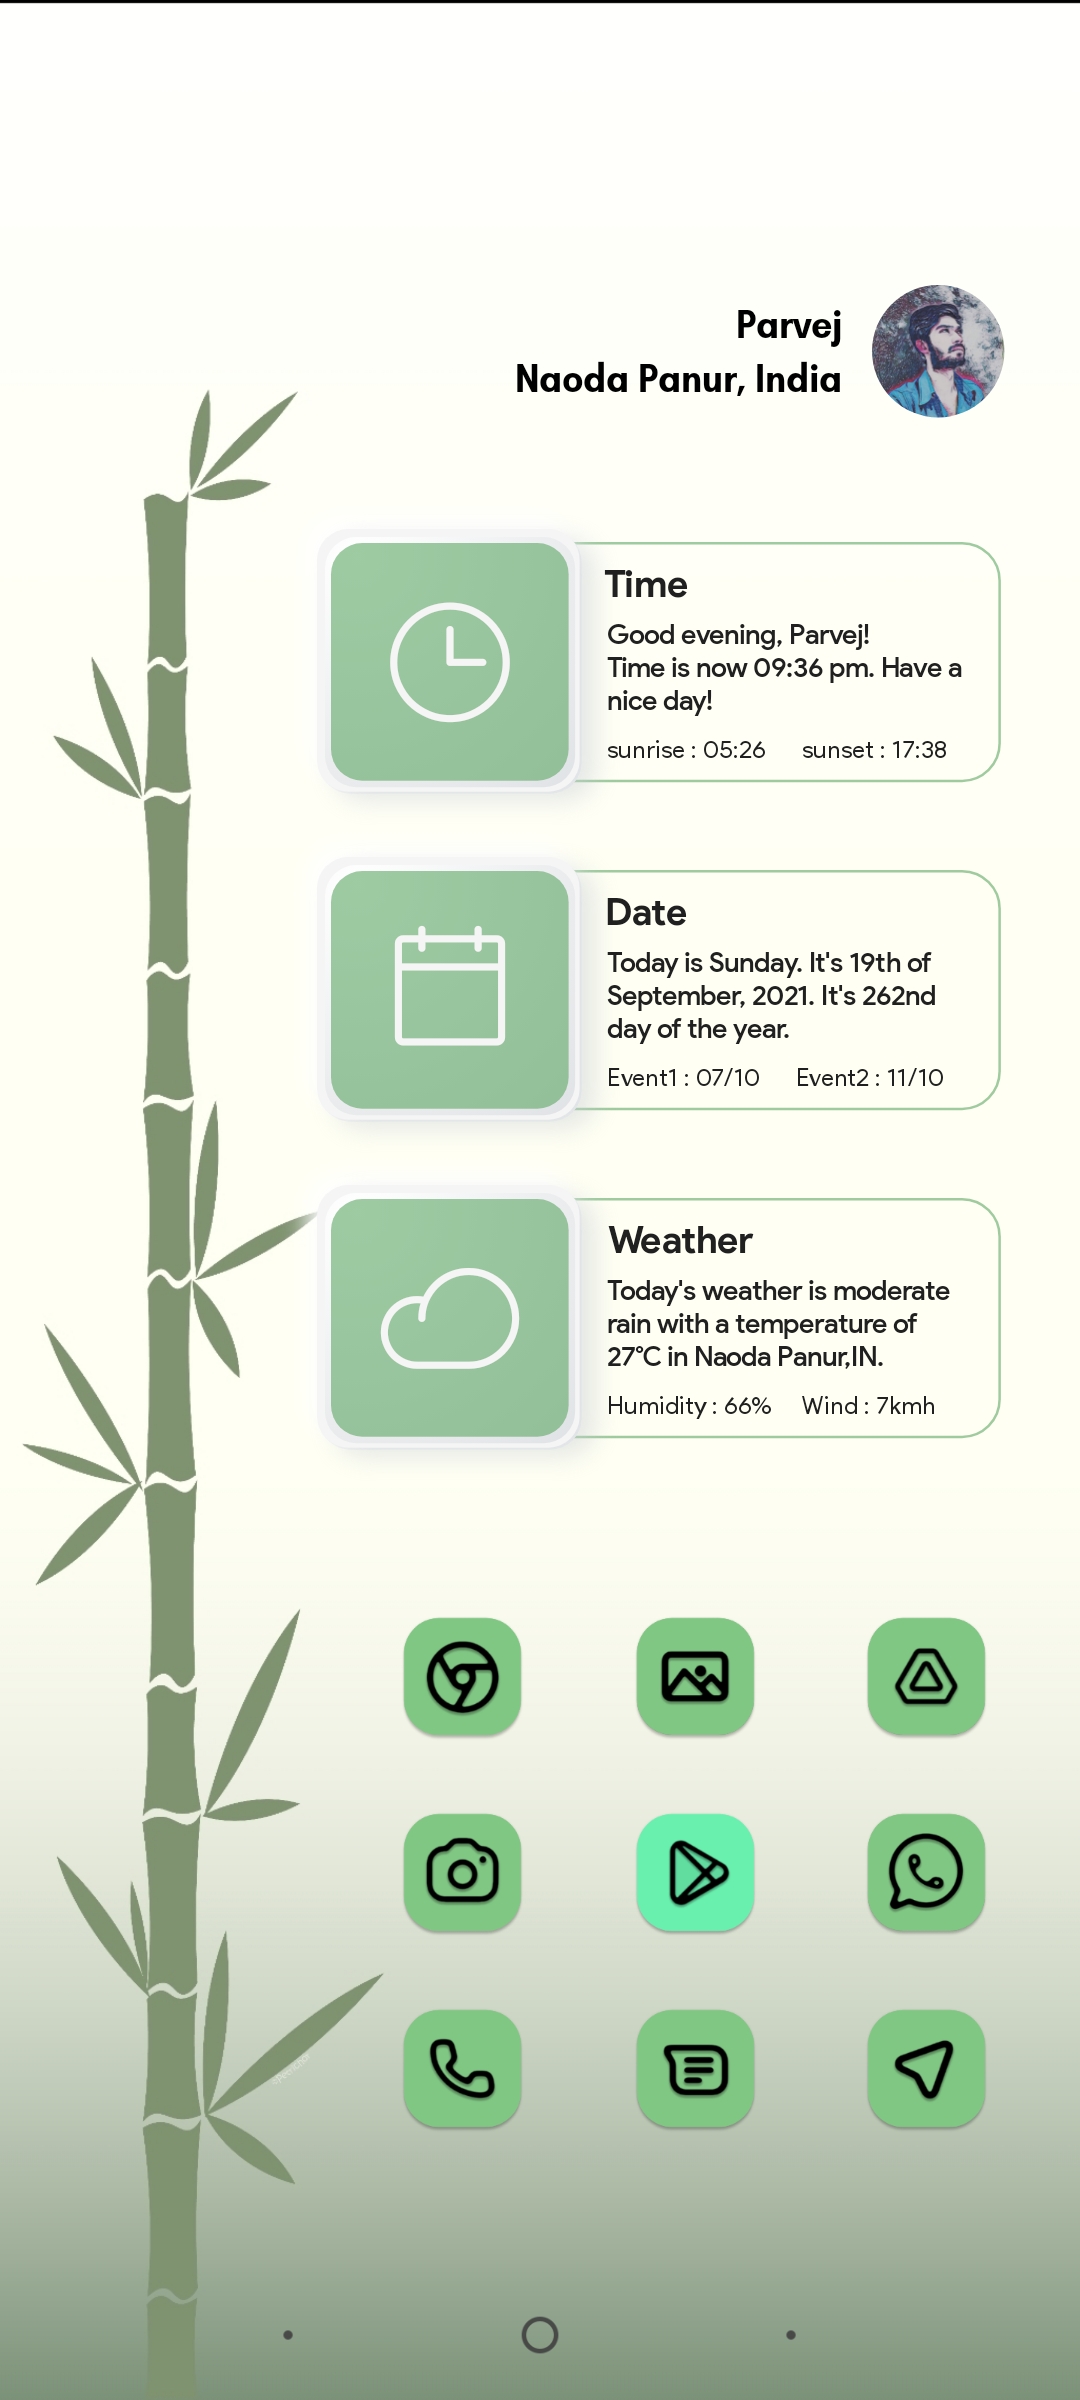 Parvej
Naoda Panur, India
Time
Good evening, Parvej!
Time is now 09:36 pm. Have a
nice day!
sunrise : 05:26 sunset : 17:38
Date
Today is Sunday. It's 19th of
September, 2021. It's 262nd
day of the year.
Event1 : 07/10 Event2 : 11/10
Weather
Today's weather is moderate
rain with a temperature of
27°C in Naoda Panur,IN.
Humidity : 66% Wind : 7kmh